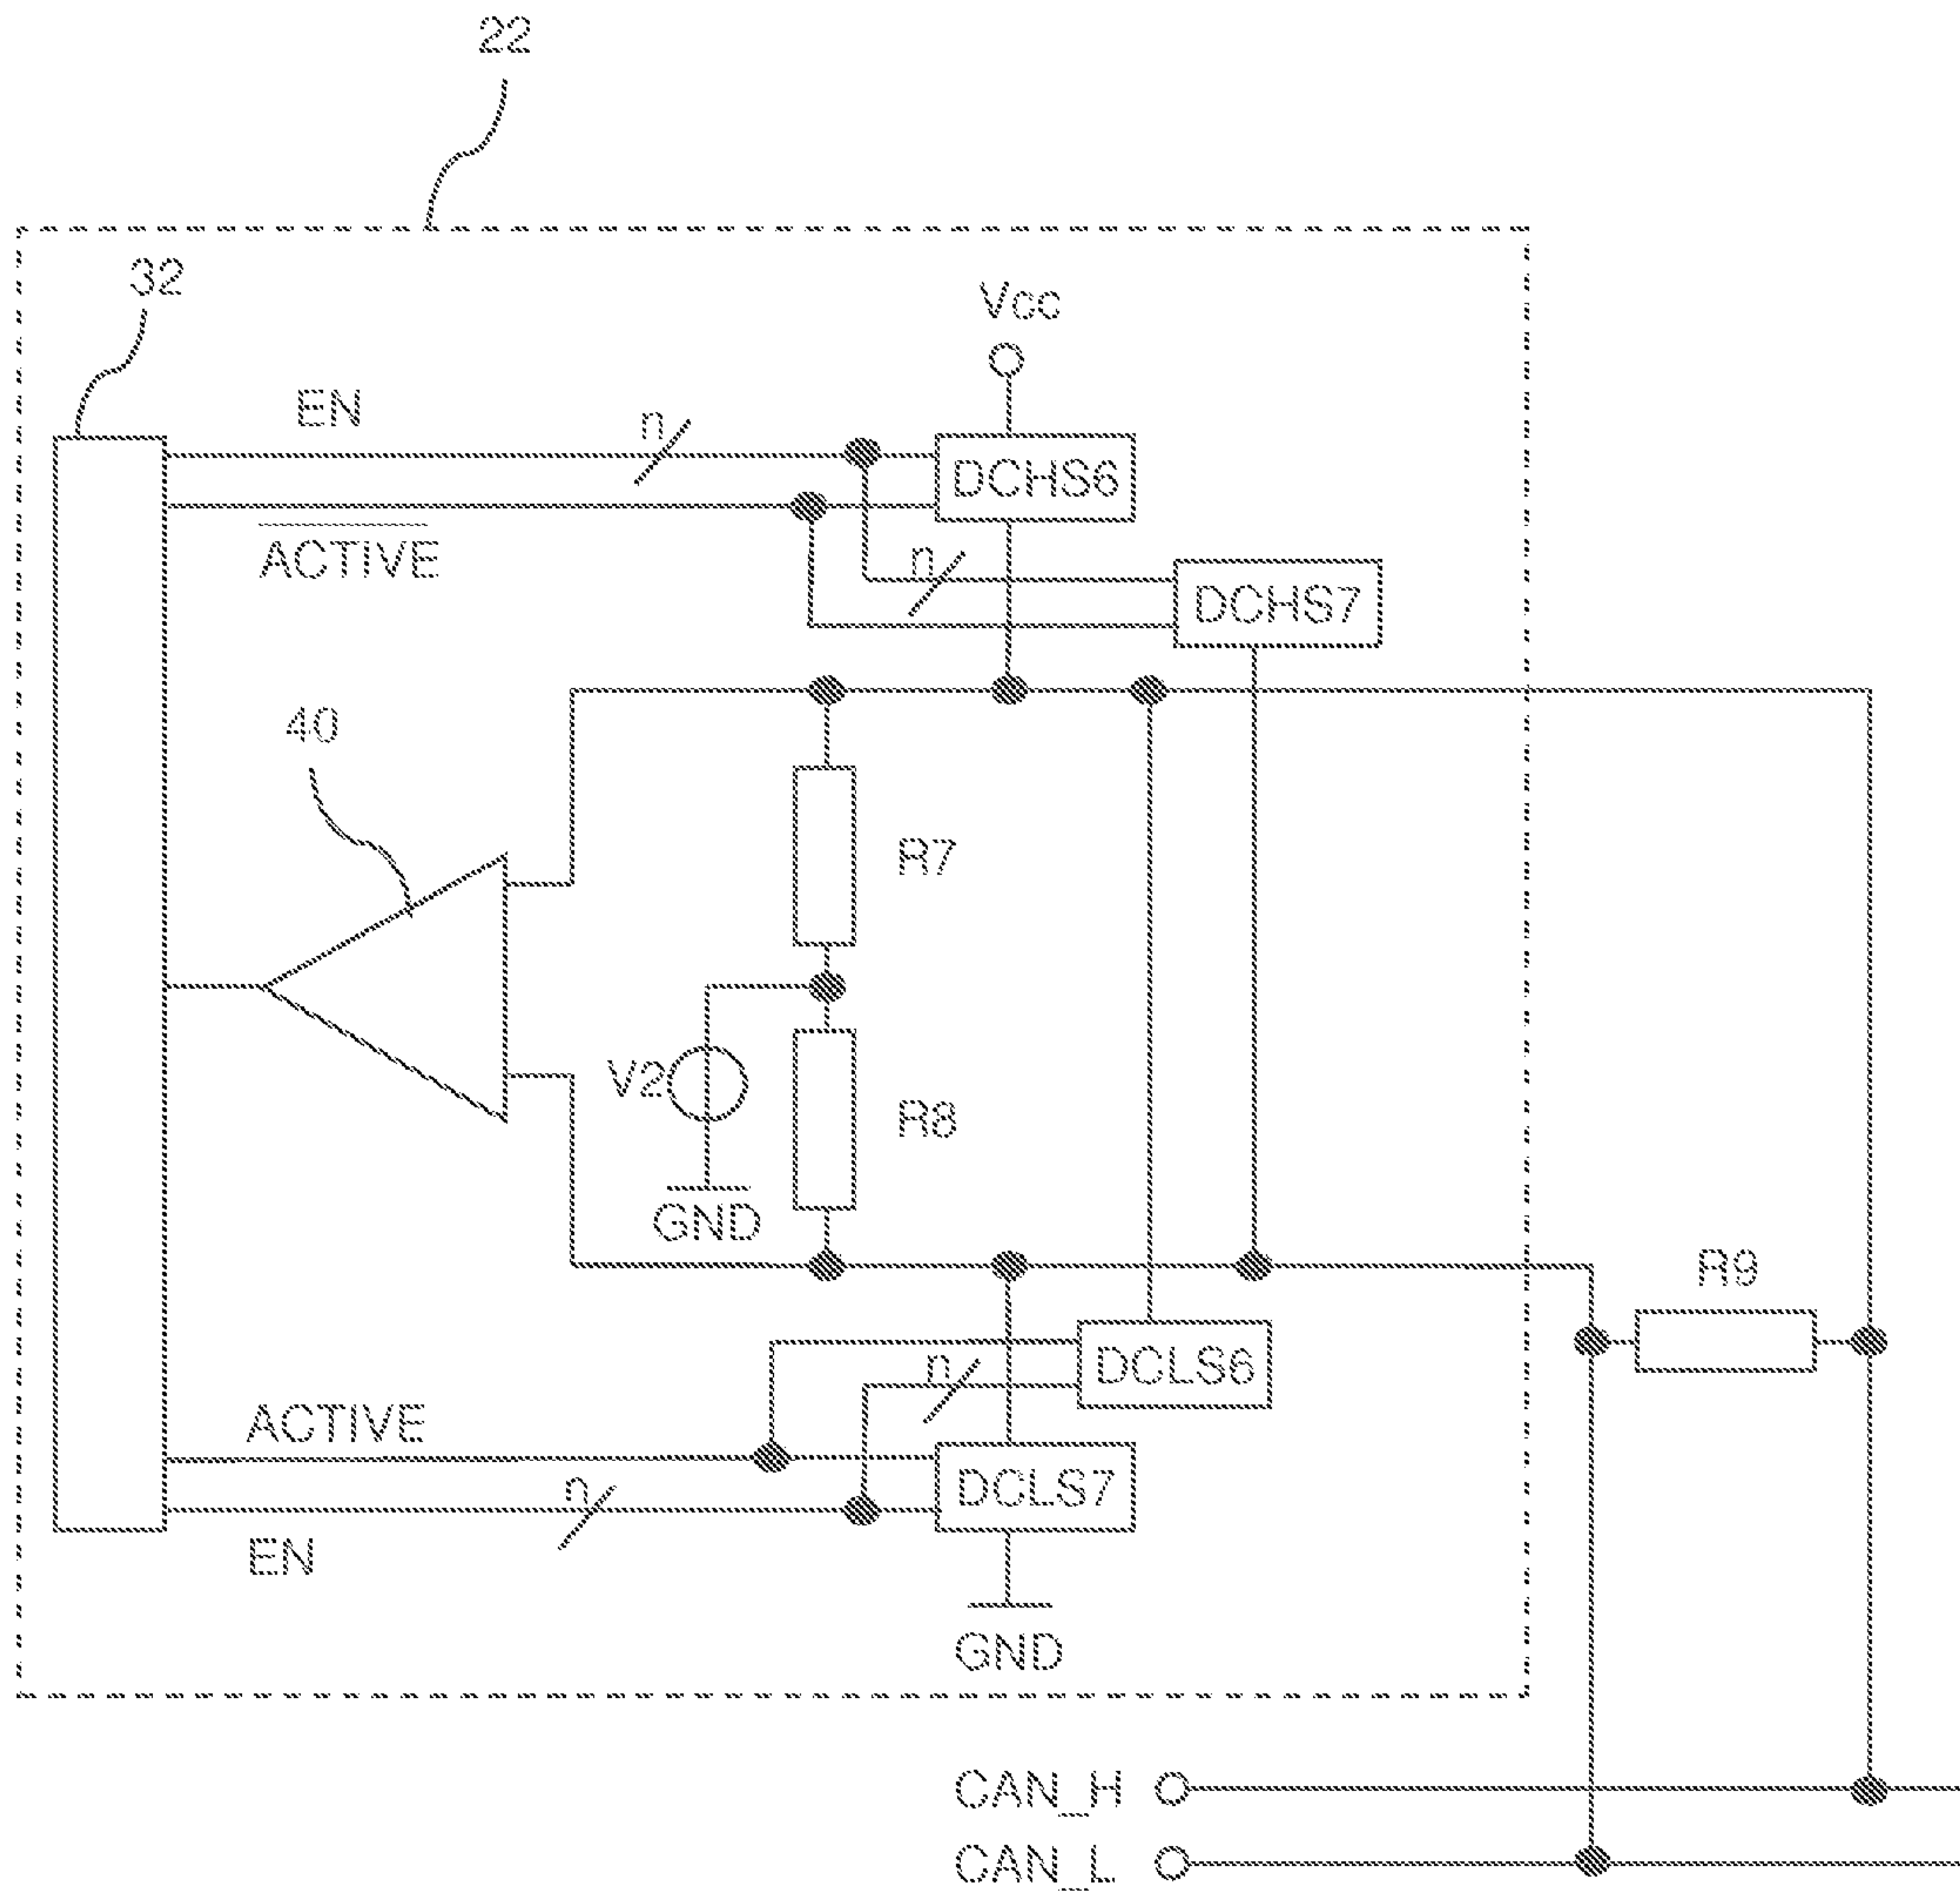 22
32
Vcc
EN
n
DCHS6
ACTIVE
n
DCHS7
40
R7
V2
R8
GND
R9
n
DCLS6
ACTIVE
n
DCLS7
EN
GND
CAN_H
CAN_L